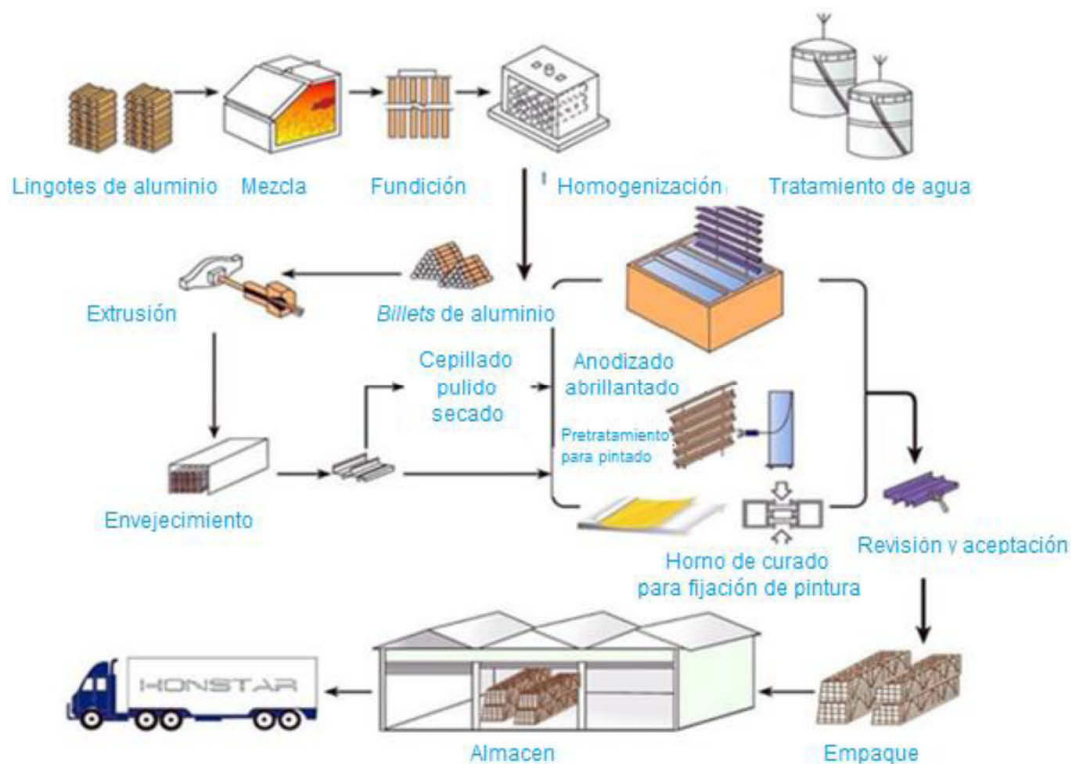 Lingotes de aluminio
Mezcla
Fundición
Homogenización
Tratamiento de agua
Extrusión
Billets de aluminio
Cepillado
pulido
secado
Anodizado
abrillantado
Pretratamiento
para pintado
Envejecimiento
Horno de curado
para fijación de pintura
Revisión y aceptación
HONSTAR
Almacen
Empaque